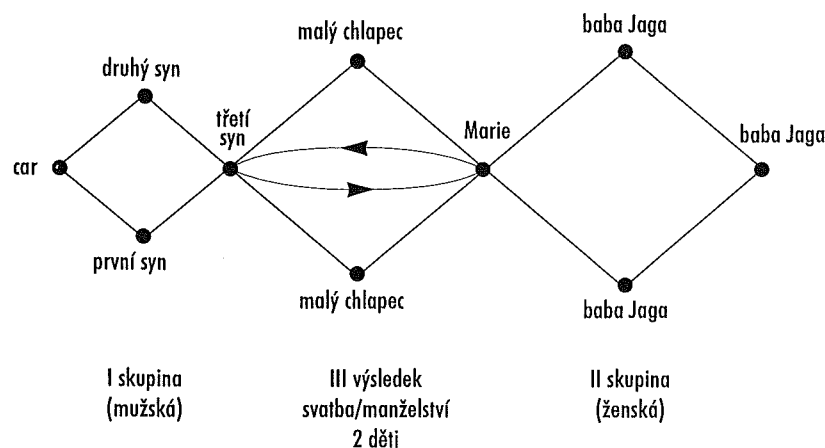 malý chlapec
baba Jaga
druhý syn
třetí
syn
Marie
baba Jaga
car
první syn
malý chlapec
baba Jaga
I skupina
(mužská)
III výsledek
svatba/manželství
2 děti
II skupina
(ženská)